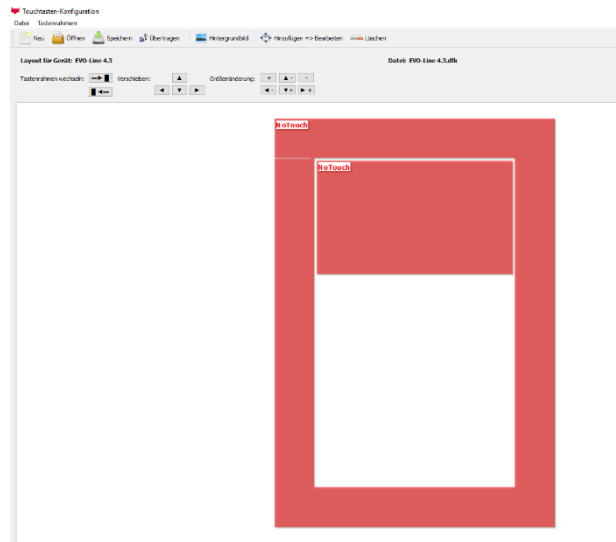 Touchtasten-Konfiguration
Datei Tastenrahmen
Neu Öffnen Speichern Übertragen Hintergrundbild Hinzufügen => Bearbeiten Löschen
Layout für Gerät: EVO-Line 4.3 Datei: EVO-Line 4.3.dfk
Tastenrahmen wechseln: Verschieben: Größenänderung:
NoTouch
NoTouch